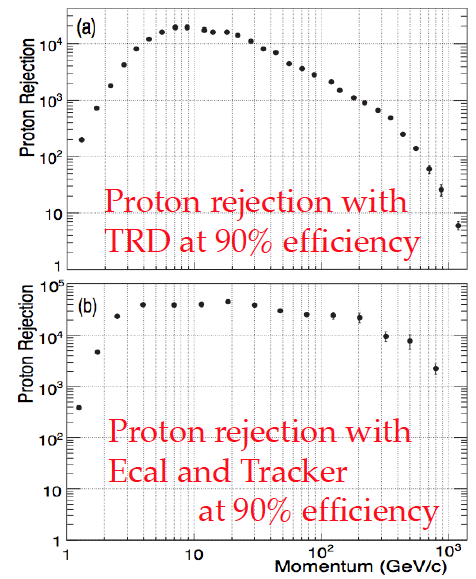 (a)
Proton Rejection
10⁴
10³
10²
10
1
Proton rejection with
TRD at 90% efficiency
(b)
Proton Rejection
10⁵
10⁴
10³
10²
10
1
Proton rejection with
Ecal and Tracker
at 90% efficiency
1 10 10² 10³
Momentum (GeV/c)